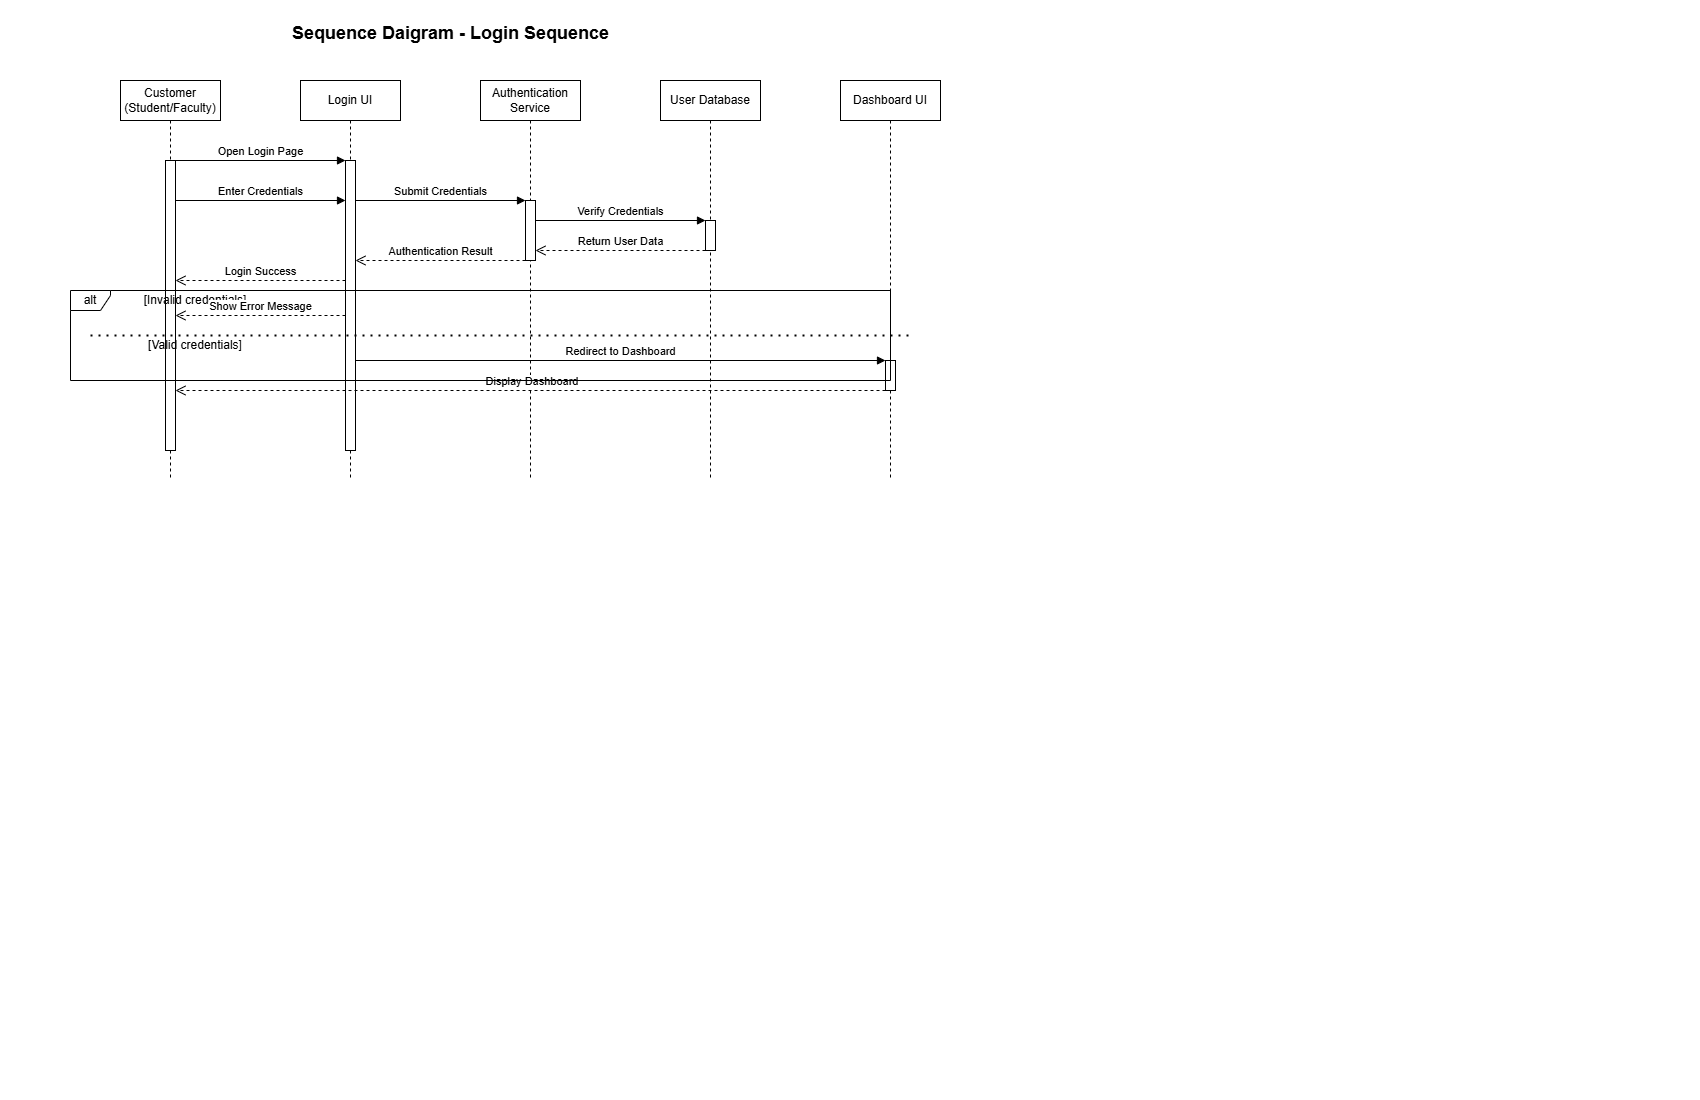 Sequence Daigram - Login Sequence
Customer
(Student/Faculty)
Login UI
Authentication
Service
User Database
Dashboard UI
Open Login Page
Enter Credentials
Submit Credentials
Verify Credentials
Return User Data
Authentication Result
Login Success
alt
[Invalid credentials]
Show Error Message
[Valid credentials]
Redirect to Dashboard
Display Dashboard